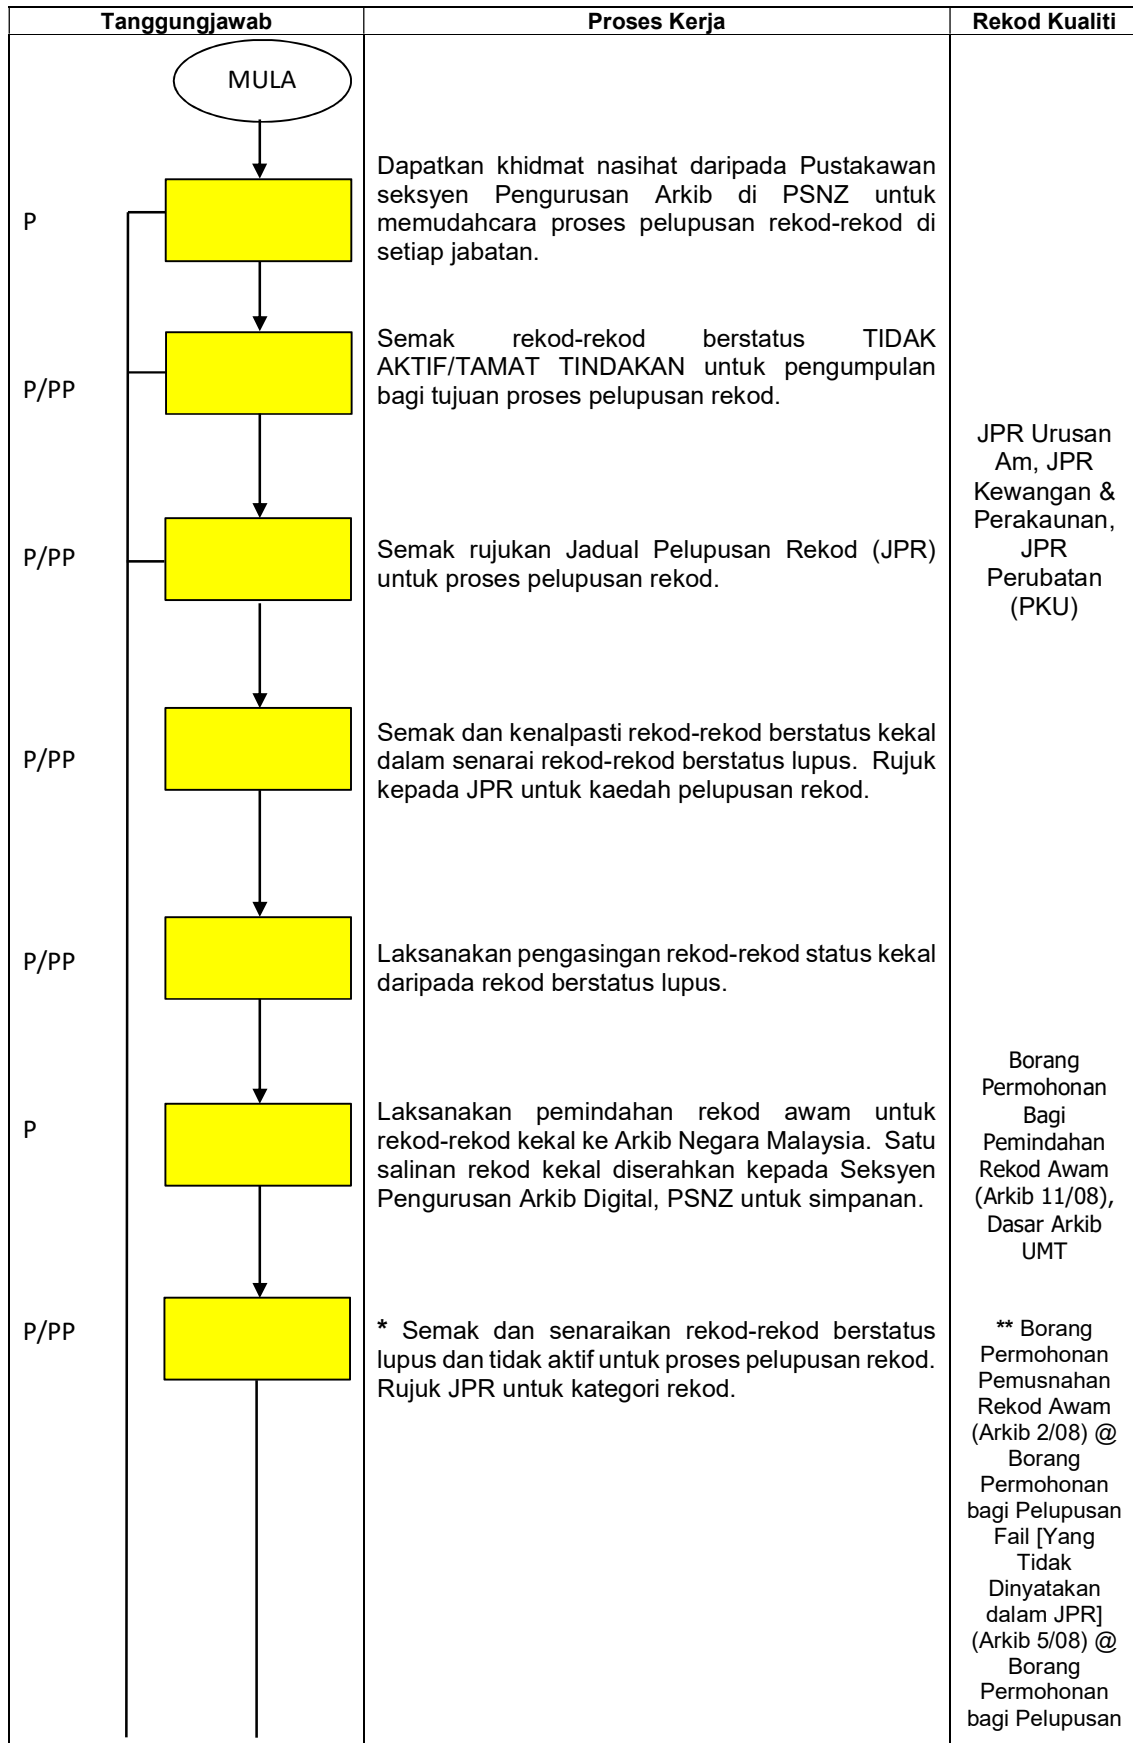 Tanggungjawab
Proses Kerja
Rekod Kualiti
MULA
P
Dapatkan khidmat nasihat daripada Pustakawan
seksyen Pengurusan Arkib di PSNZ untuk
memudahcara proses pelupusan rekod-rekod di
setiap jabatan.
P/PP
Semak rekod-rekod berstatus TIDAK
AKTIF/TAMAT TINDAKAN untuk pengumpulan
bagi tujuan proses pelupusan rekod.
P/PP
Semak rujukan Jadual Pelupusan Rekod (JPR)
untuk proses pelupusan rekod.
JPR Urusan
Am, JPR
Kewangan &
Perakaunan,
JPR
Perubatan
(PKU)
P/PP
Semak dan kenalpasti rekod-rekod berstatus kekal
dalam senarai rekod-rekod berstatus lupus. Rujuk
kepada JPR untuk kaedah pelupusan rekod.
P/PP
Laksanakan pengasingan rekod-rekod status kekal
daripada rekod berstatus lupus.
P
Laksanakan pemindahan rekod awam untuk
rekod-rekod kekal ke Arkib Negara Malaysia. Satu
salinan rekod kekal diserahkan kepada Seksyen
Pengurusan Arkib Digital, PSNZ untuk simpanan.
Borang
Permohonan
Bagi
Pemindahan
Rekod Awam
(Arkib 11/08),
Dasar Arkib
UMT
P/PP
* Semak dan senaraikan rekod-rekod berstatus
lupus dan tidak aktif untuk proses pelupusan rekod.
Rujuk JPR untuk kategori rekod.
** Borang
Permohonan
Pemusnahan
Rekod Awam
(Arkib 2/08) @
Borang
Permohonan
bagi Pelupusan
Fail [Yang
Tidak
Dinyatakan
dalam JPR]
(Arkib 5/08) @
Borang
Permohonan
bagi Pelupusan